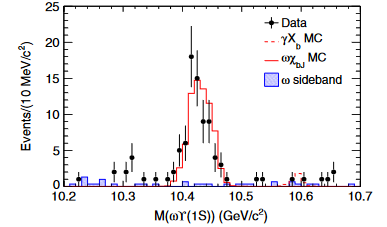 Events/(10 MeV/c²)
25
20
15
10
5
0
Data
γX_b MC
ωχ_bJ MC
ω sideband
10.2 10.3 10.4 10.5 10.6 10.7
M(ωϒ(1S)) (GeV/c²)